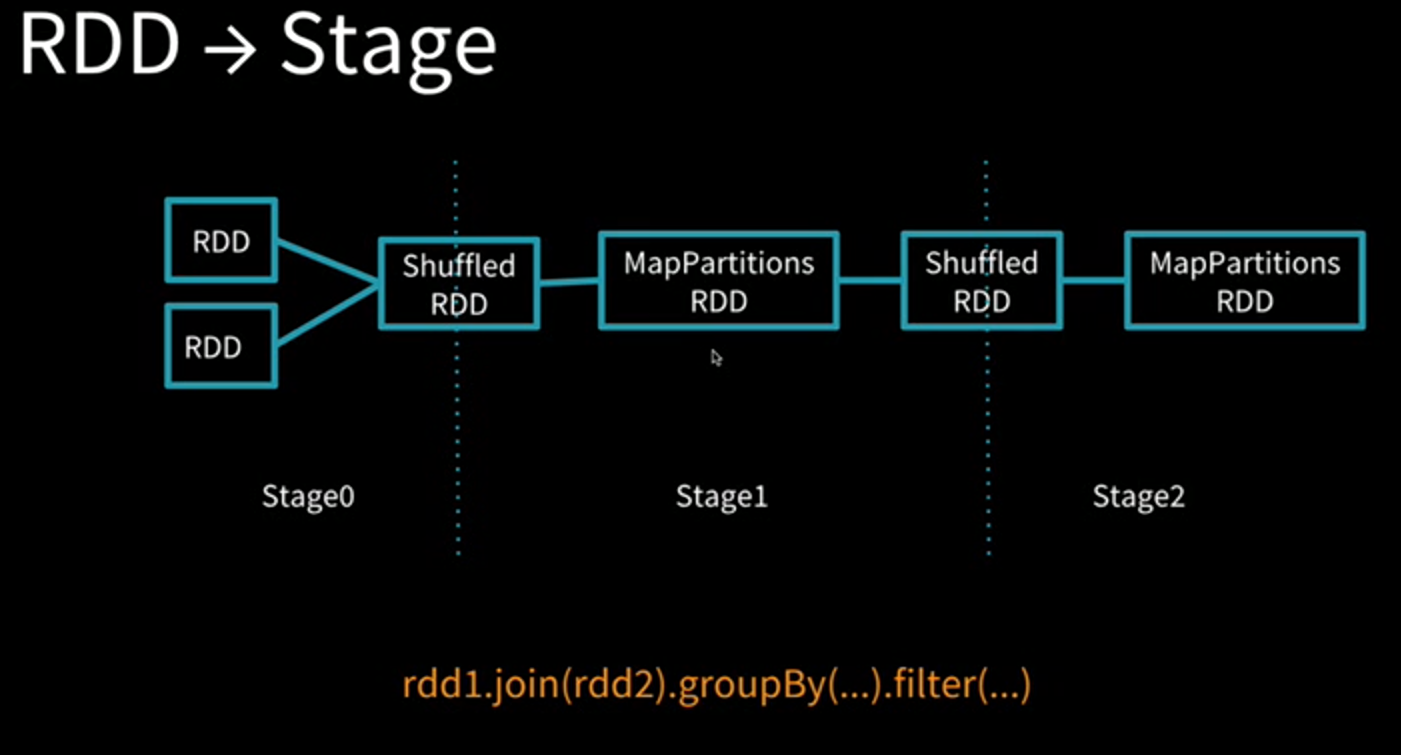 RDD → Stage
RDD
RDD
Shuffled
RDD
MapPartitions
RDD
Shuffled
RDD
MapPartitions
RDD
Stage0
Stage1
Stage2
rdd1.join(rdd2).groupBy(...).filter(...)